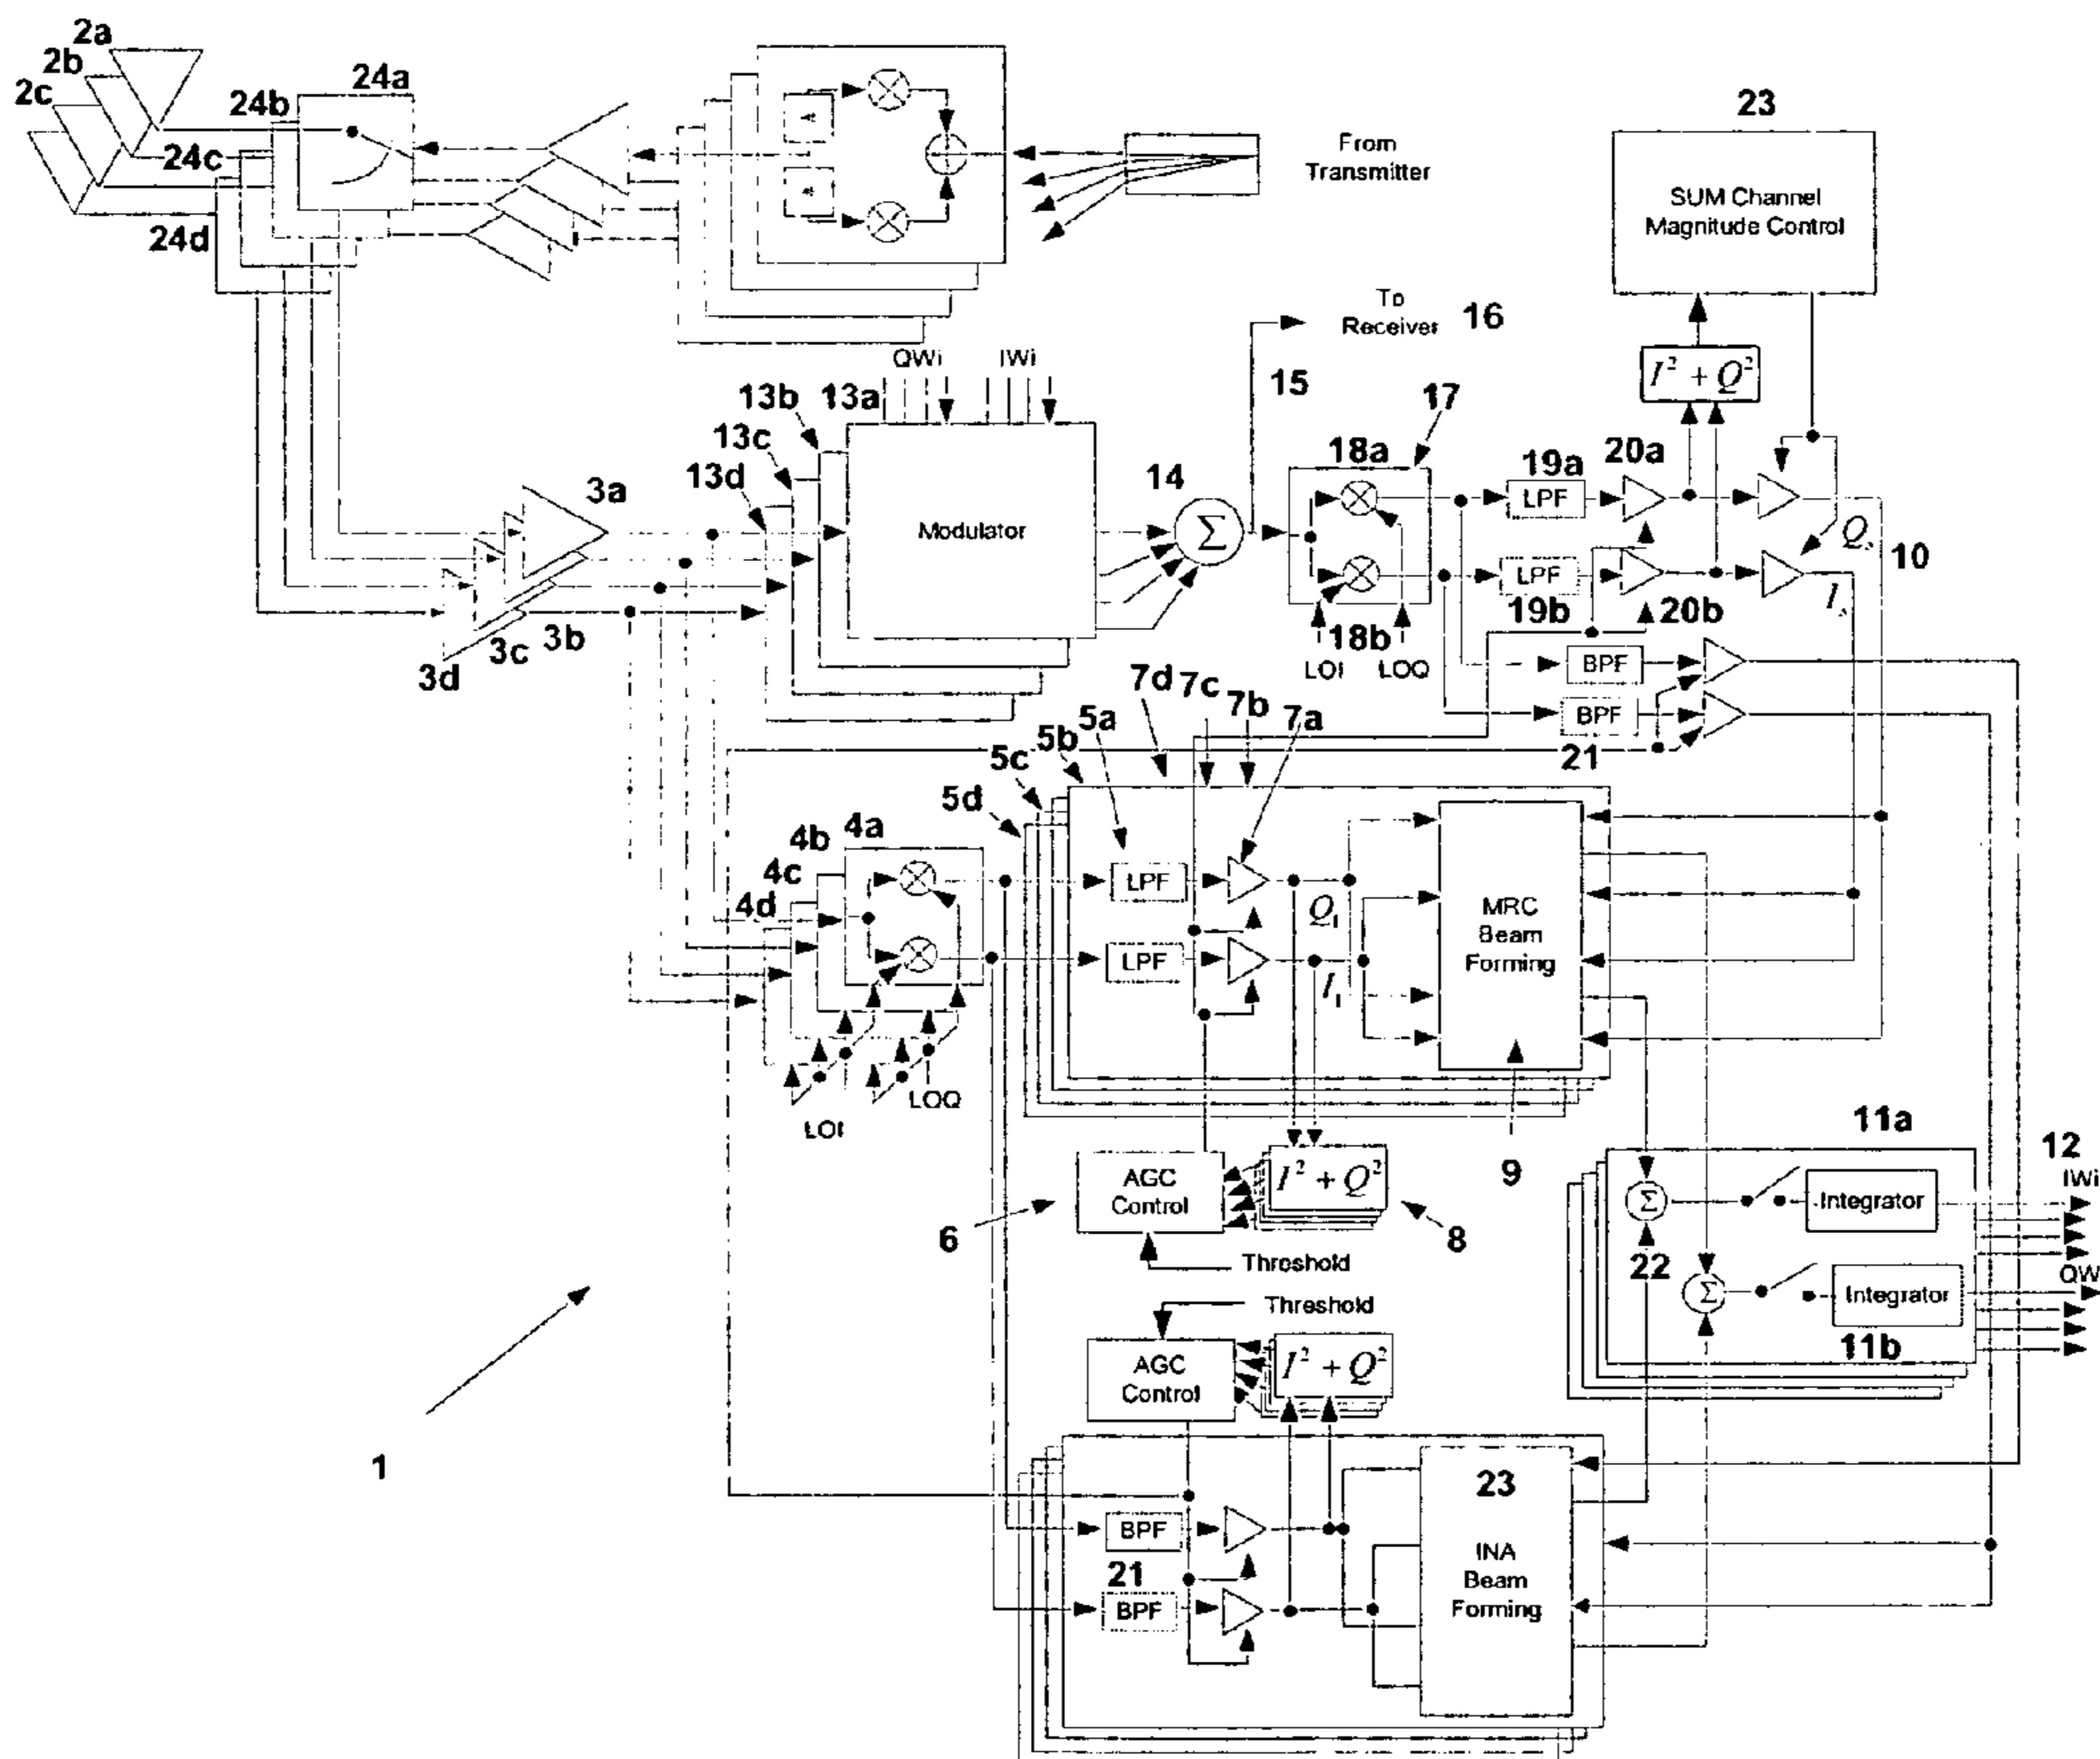 2a
2b
2c
24a
24b
24c
24d
A
A
From
Transmitter
23
SUM Channel
Magnitude Control
To
Receiver
16
I² + Q²
QWi
IWi
13b
13a
13c
13d
15
17
14
18a
19a
20a
LPF
Modulator
Σ
3a
Q
10
LPF
I
19b
20b
18b
LOI
LOQ
BPF
BPF
21
3b
3c
3d
7d
7c
7b
7a
5a
5b
5c
5d
4a
4b
4c
4d
LPF
Q₁
LPF
I₁
MRC
Beam
Forming
LOQ
LOI
11a
12
IWi
AGC
Control
I² + Q²
9
Σ
Integrator
6
8
22
Threshold
QW
Σ
Integrator
11b
Threshold
AGC
Control
I² + Q²
1
23
BPF
INA
Beam
Forming
21
BPF